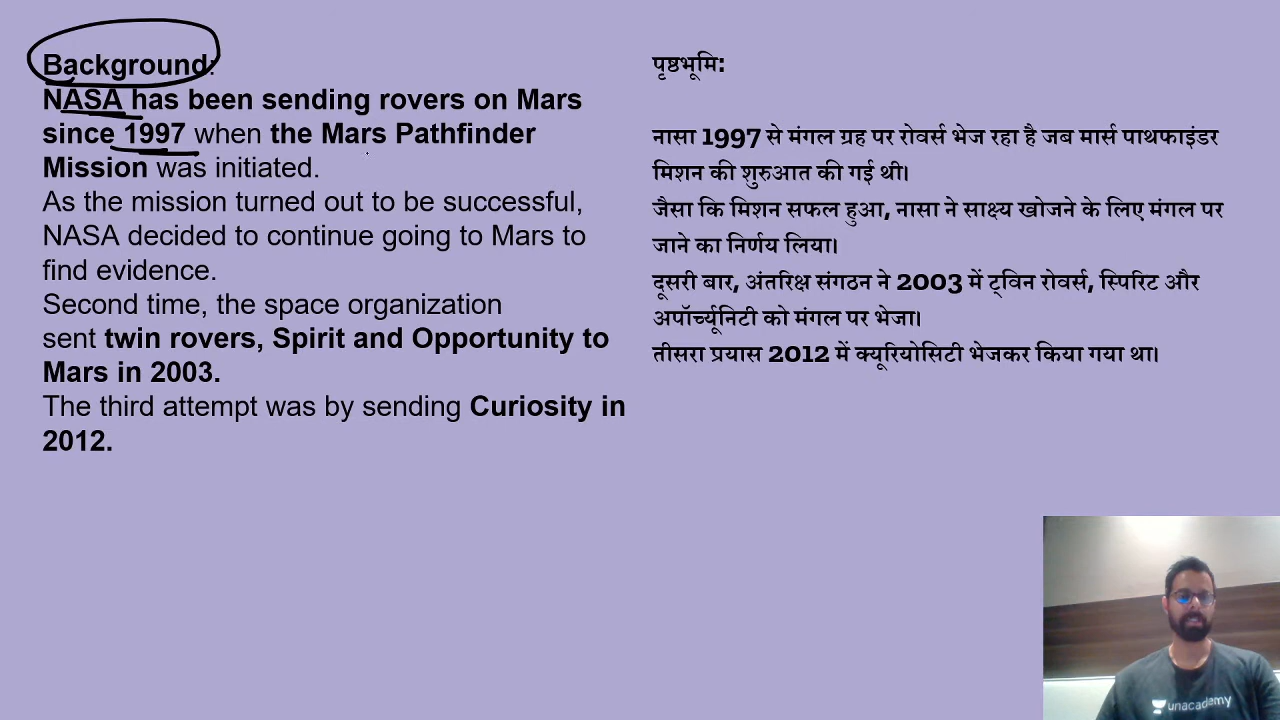 Background:
NASA has been sending rovers on Mars
since 1997 when the Mars Pathfinder
Mission was initiated.
As the mission turned out to be successful,
NASA decided to continue going to Mars to
find evidence.
Second time, the space organization
sent twin rovers, Spirit and Opportunity to
Mars in 2003.
The third attempt was by sending Curiosity in
2012.
पृष्ठभूमि:
नासा 1997 से मंगल ग्रह पर रोवर्स भेज रहा है जब मार्स पाथफाइंडर
मिशन की शुरुआत की गई थी।
जैसा कि मिशन सफल हुआ, नासा ने साक्ष्य खोजने के लिए मंगल पर
जाने का निर्णय लिया।
दूसरी बार, अंतरिक्ष संगठन ने 2003 में ट्विन रोवर्स, स्पिरिट और
अपॉर्च्यूनिटी को मंगल पर भेजा।
तीसरा प्रयास 2012 में क्यूरियोसिटी भेजकर किया गया था।
unacademy